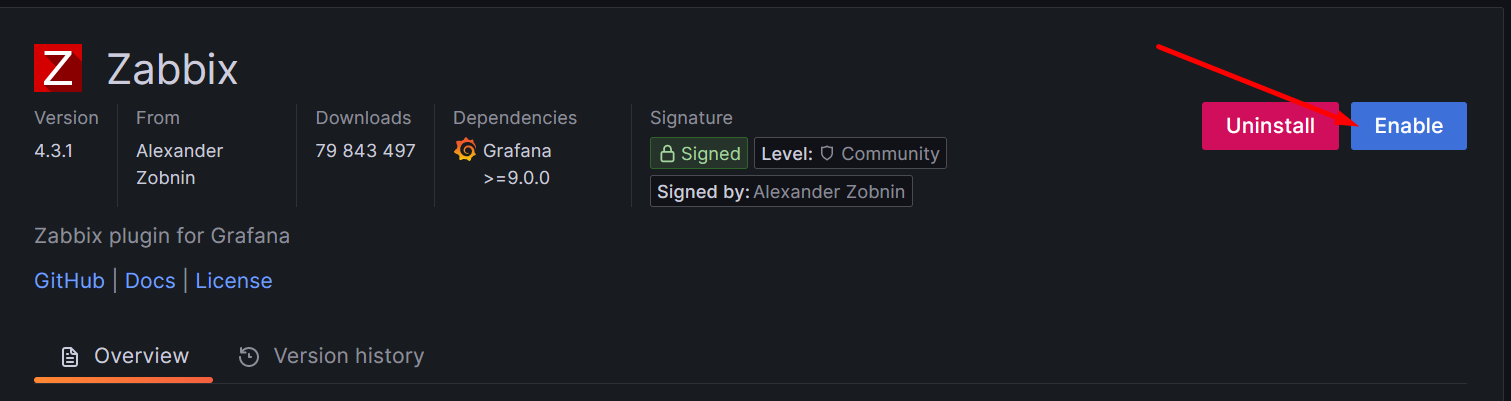 Z Zabbix
Version From Downloads Dependencies Signature
4.3.1 Alexander Zobnin 79 843 497 Grafana >=9.0.0 Signed Level: Community
Signed by: Alexander Zobnin
Uninstall Enable
Zabbix plugin for Grafana
GitHub | Docs | License
Overview Version history